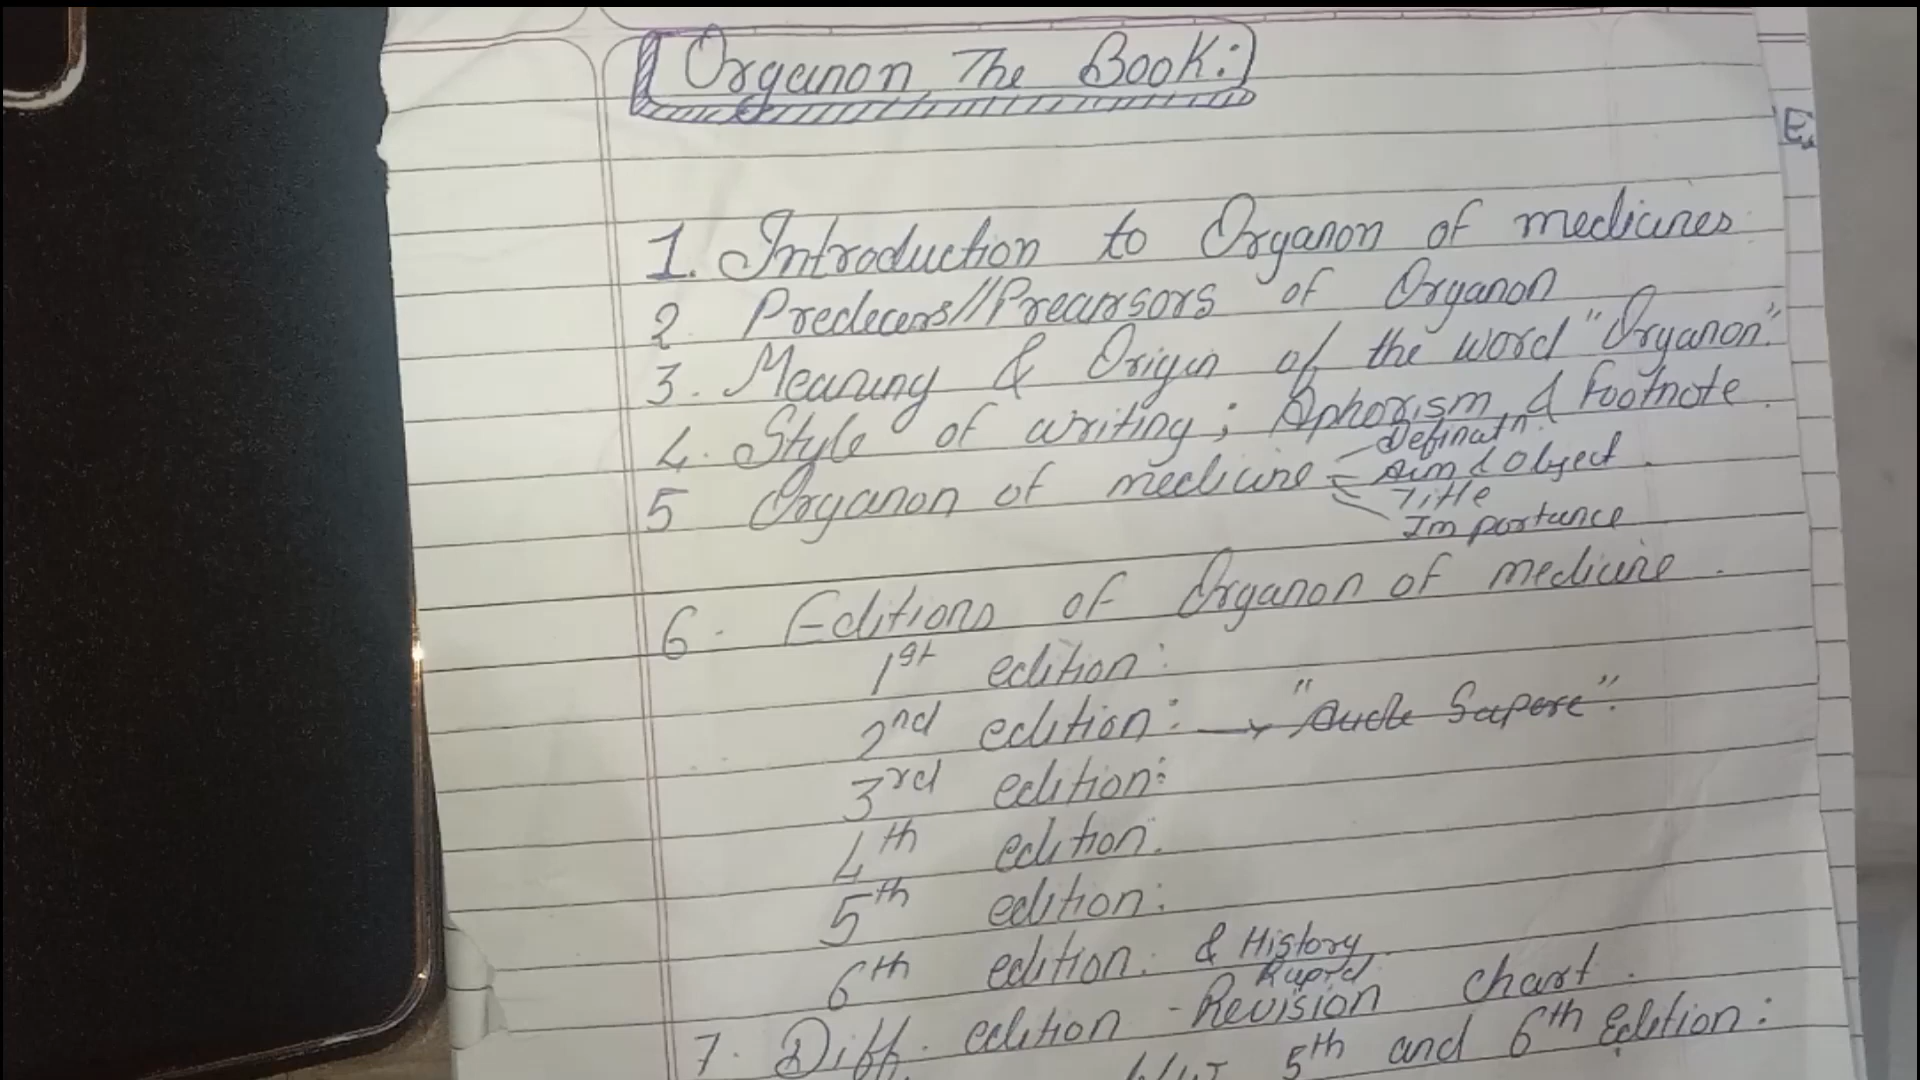 Organon The Book:
E
1. Introduction to Organon of medicines
2. Predecers//Precursors of Organon
3. Meaning & Origin of the word "Organon".
4. Style of writing; Aphorism & Footnote.
5 Organon of medicine
Definatn.
Aim & Object.
Title
Importance
6. Editions of Organon of medicine.
1st edition:
2nd edition: → "Aude Sapere".
3rd edition:
4th edition.
5th edition:
6th edition. & History
7. Diff. edition - Rapid Revision chart.
5th and 6th Edition: